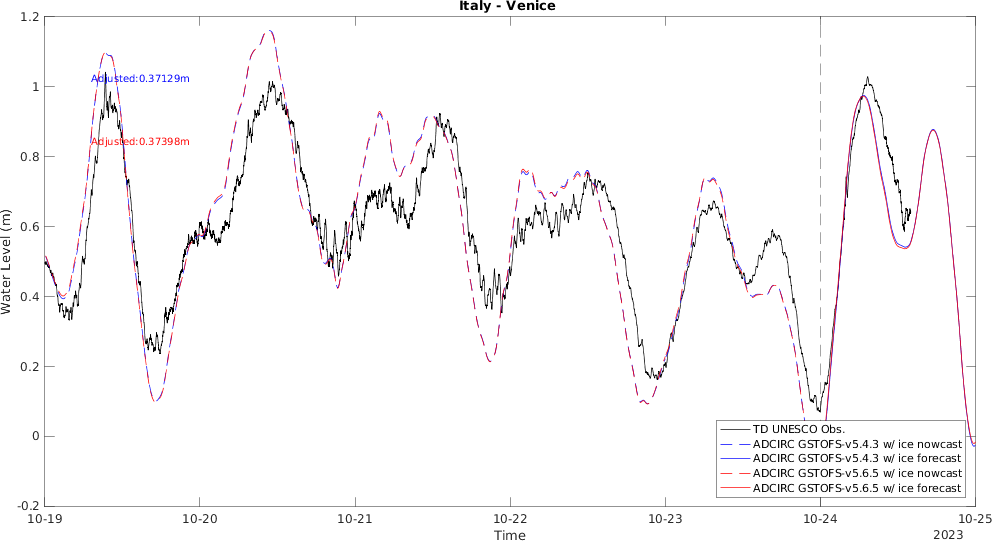 Italy - Venice
1.2
1
0.8
0.6
0.4
0.2
0
-0.2
Water Level (m)
Adjusted:0.37129m
Adjusted:0.37398m
TD UNESCO Obs.
ADCIRC GSTOFS-v5.4.3 w/ ice nowcast
ADCIRC GSTOFS-v5.4.3 w/ ice forecast
ADCIRC GSTOFS-v5.6.5 w/ ice nowcast
ADCIRC GSTOFS-v5.6.5 w/ ice forecast
10-19 10-20 10-21 10-22 10-23 10-24 10-25
Time
2023